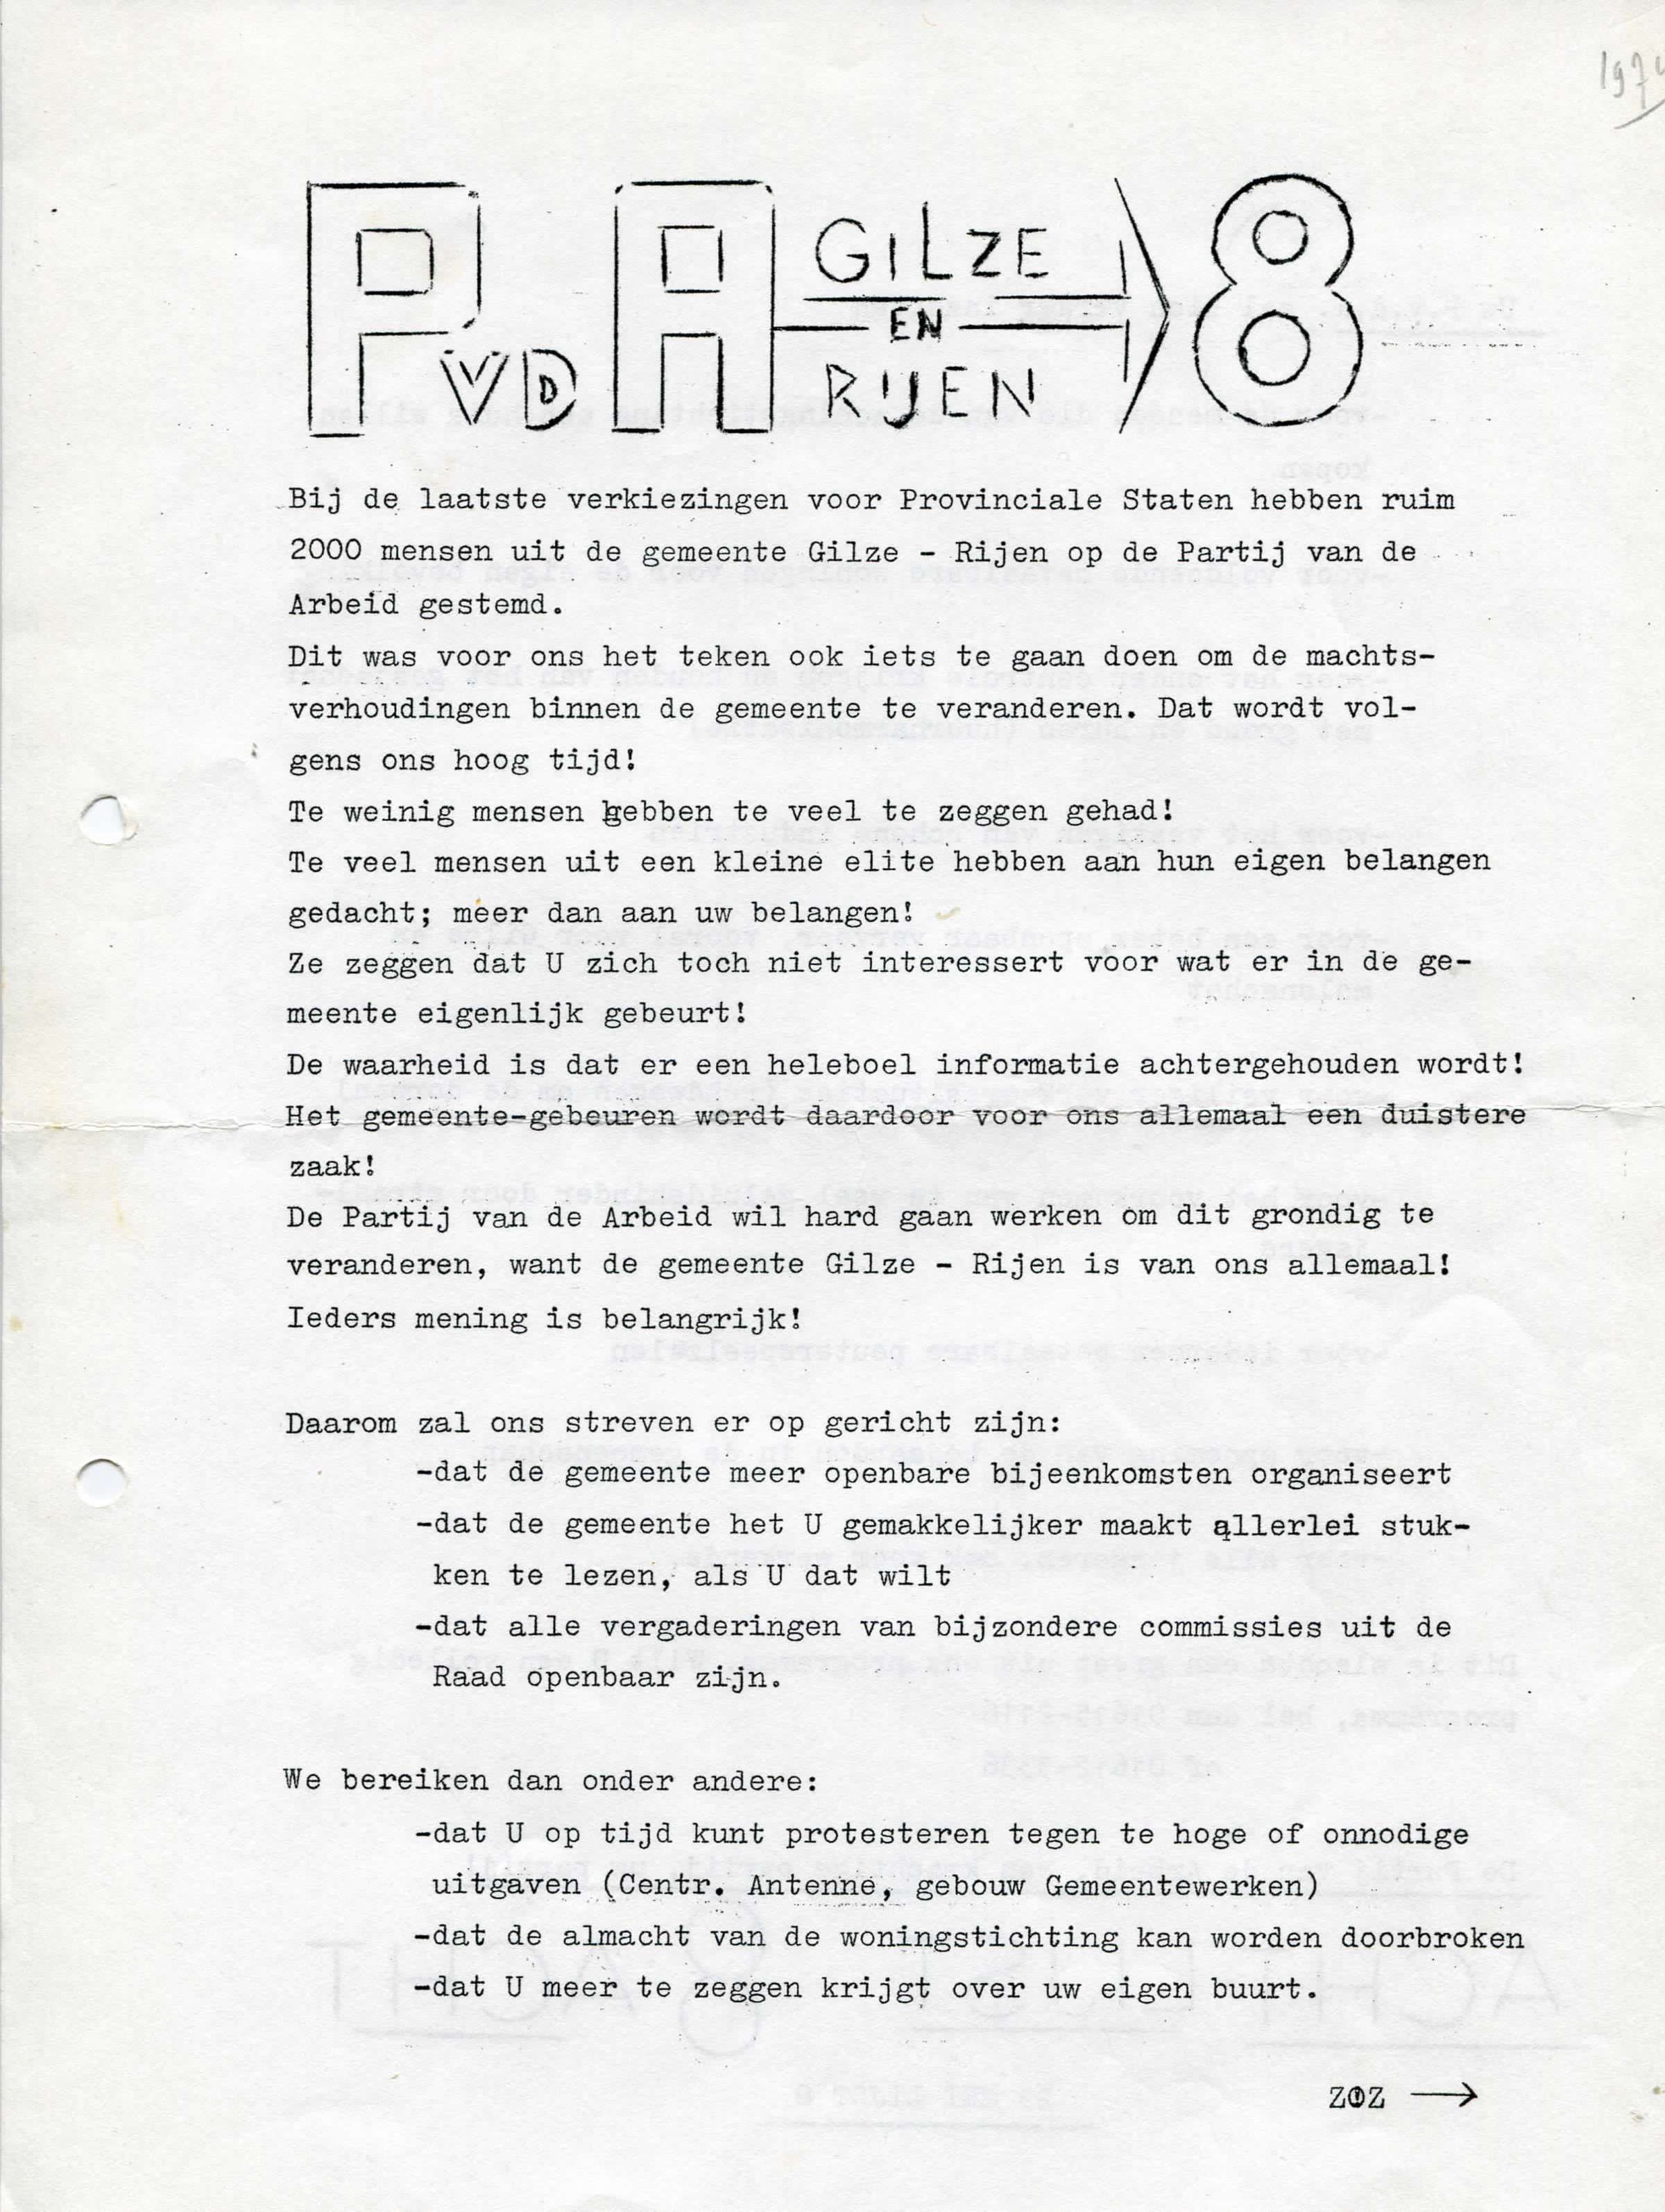 PVDA GILZE EN RIJEN 8
Bij de laatste verkiezingen voor Provinciale Staten hebben ruim
2000 mensen uit de gemeente Gilze - Rijen op de Partij van de
Arbeid gestemd.
Dit was voor ons het teken ook iets te gaan doen om de machts-
verhoudingen binnen de gemeente te veranderen. Dat wordt vol-
gens ons hoog tijd!
Te weinig mensen hebben te veel te zeggen gehad!
Te veel mensen uit een kleine elite hebben aan hun eigen belangen
gedacht; meer dan aan uw belangen!
Ze zeggen dat U zich toch niet interessert voor wat er in de ge-
meente eigenlijk gebeurt!
De waarheid is dat er een heleboel informatie achtergehouden wordt!
Het gemeente-gebeuren wordt daardoor voor ons allemaal een duistere
zaak!
De Partij van de Arbeid wil hard gaan werken om dit grondig te
veranderen, want de gemeente Gilze - Rijen is van ons allemaal!
Ieders mening is belangrijk!
Daarom zal ons streven er op gericht zijn:
-dat de gemeente meer openbare bijeenkomsten organiseert
-dat de gemeente het U gemakkelijker maakt allerlei stuk-
ken te lezen, als U dat wilt
-dat alle vergaderingen van bijzondere commissies uit de
Raad openbaar zijn.
We bereiken dan onder andere:
-dat U op tijd kunt protesteren tegen te hoge of onnodige
uitgaven (Centr. Antenne, gebouw Gemeentewerken)
-dat de almacht van de woningstichting kan worden doorbroken
-dat U meer te zeggen krijgt over uw eigen buurt.
ZOZ →